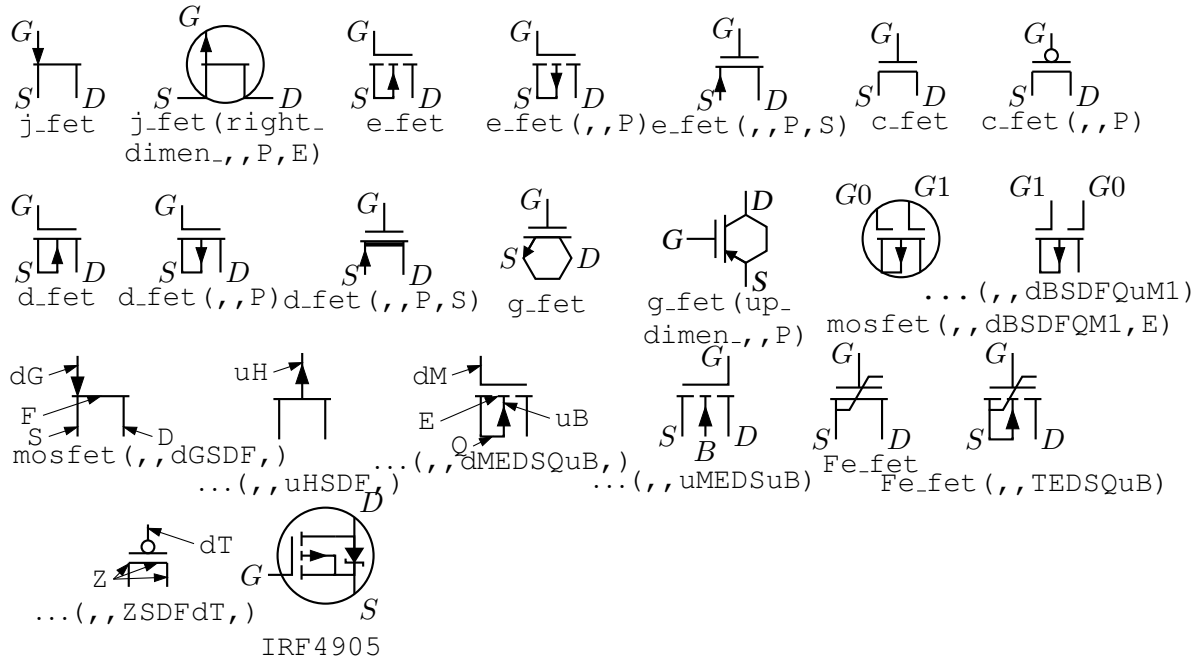 G G G G G G G
S D S D S D S D S D S D S D
j_fet j_fet(right_ e_fet e_fet(,,P) e_fet(,,P,S) c_fet c_fet(,,P)
dimen_,,P,E)
G G G G D G0 G1 G1 G0
G
S D S D S D S D S
d_fet d_fet(,,P) d_fet(,,P,S) g_fet g_fet(up_ ...(,,dBSDFQuM1)
dimen_,,P) mosfet(,,dBSDFQM1,E)
dG uH dM G G G
F E uB
S D Q S B D S D S D
mosfet(,,dGSDF,) ...(,,dMEDSQuB,) Fe_fet
...(,,uHSDF,) ...(,,uMEDSuB) Fe_fet(,,TEDSQuB)
D
dT
Z G
...(,,ZSDFdT,) S
IRF4905